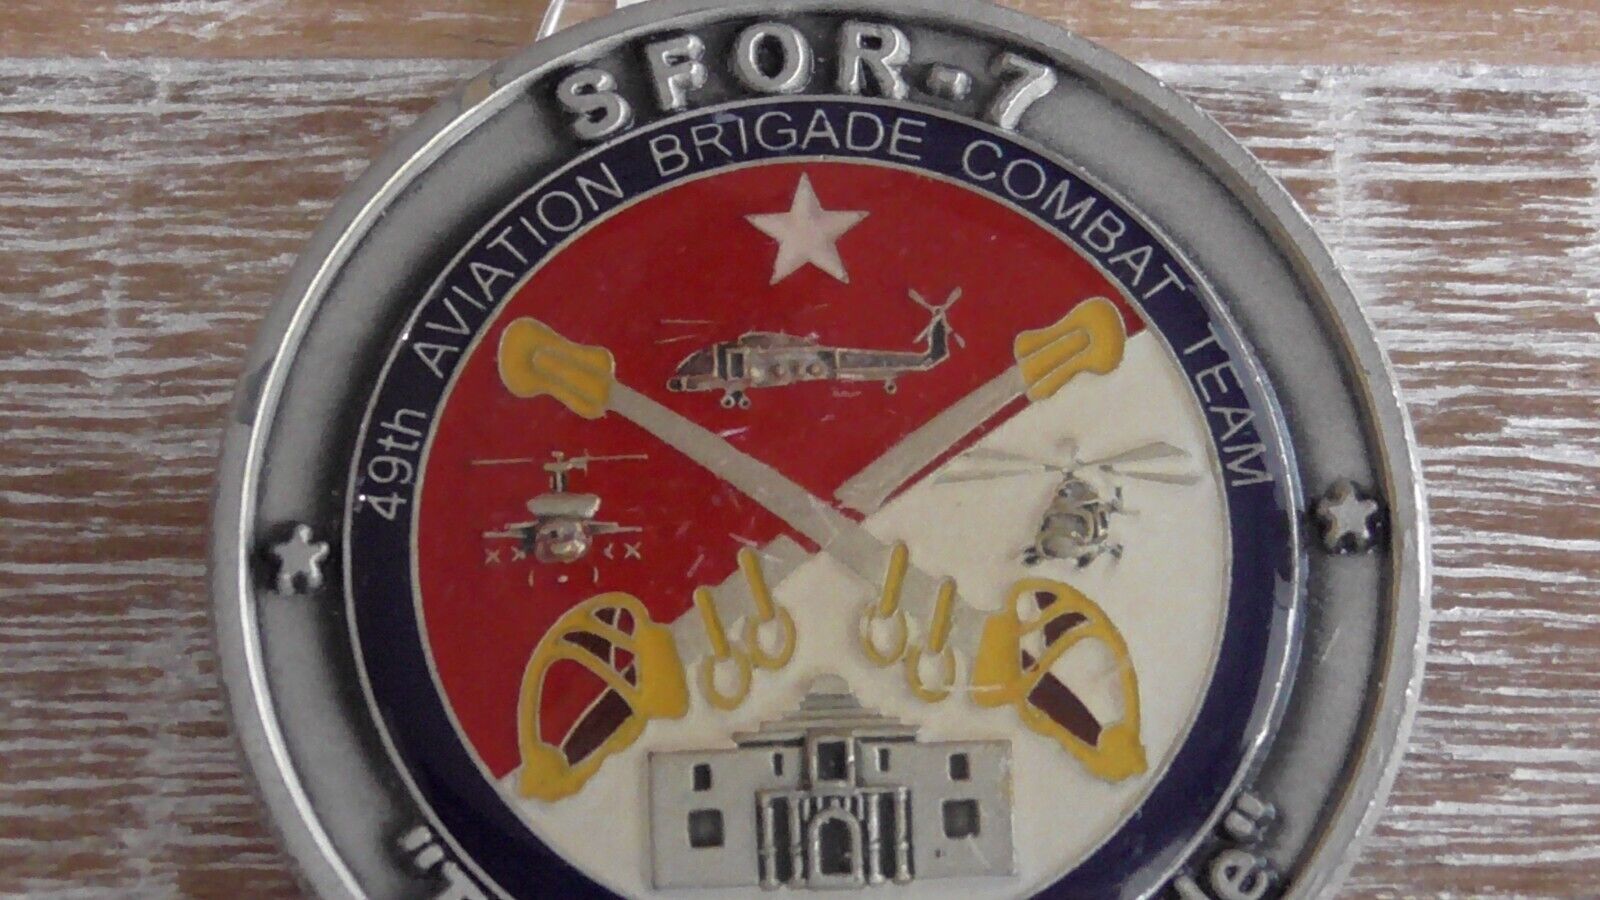 SFOR-7
49th AVIATION BRIGADE COMBAT TEAM